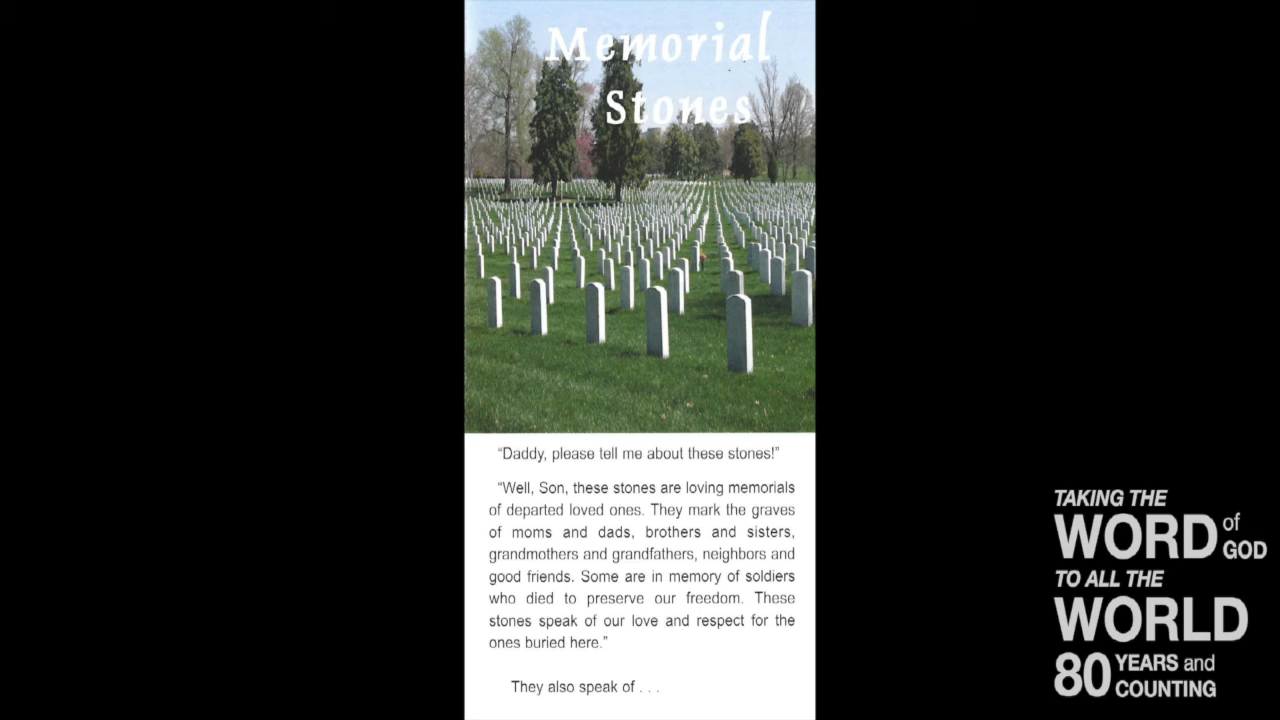 Memorial
Stones
“Daddy, please tell me about these stones!”
“Well, Son, these stones are loving memorials
of departed loved ones. They mark the graves
of moms and dads, brothers and sisters,
grandmothers and grandfathers, neighbors and
good friends. Some are in memory of soldiers
who died to preserve our freedom. These
stones speak of our love and respect for the
ones buried here.”
They also speak of . . .
TAKING THE
WORD of GOD
TO ALL THE
WORLD
80 YEARS and
COUNTING